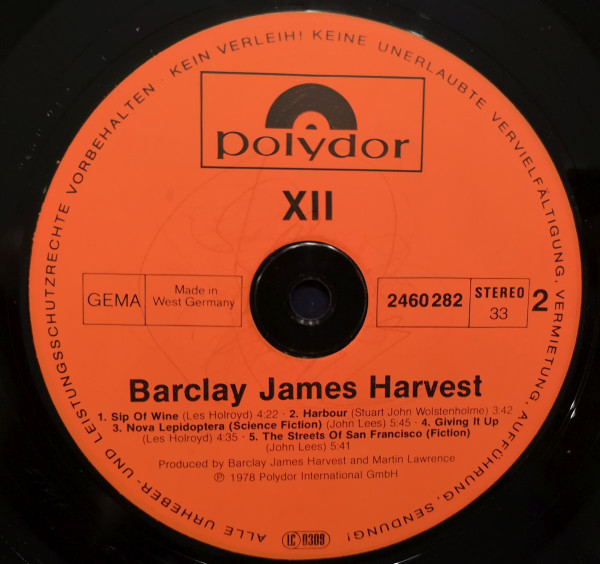 ALLE URHEBER- UND LEISTUNGSSCHUTZRECHTE VORBEHALTEN · KEIN VERLEIH! KEINE UNERLAUBTE VERVIELFÄLTIGUNG, VERMIETUNG, AUFFÜHRUNG, SENDUNG!
polydor
XII
GEMA
Made in
West Germany
2460 282
STEREO
33
2
Barclay James Harvest
1. Sip Of Wine (Les Holroyd) 4:22 · 2. Harbour (Stuart John Wolstenholme) 3:42
3. Nova Lepidoptera (Science Fiction) (John Lees) 5:45 · 4. Giving It Up
(Les Holroyd) 4:35 · 5. The Streets Of San Francisco (Fiction)
(John Lees) 5:41
Produced by Barclay James Harvest and Martin Lawrence
℗ 1978 Polydor International GmbH
LC 0309